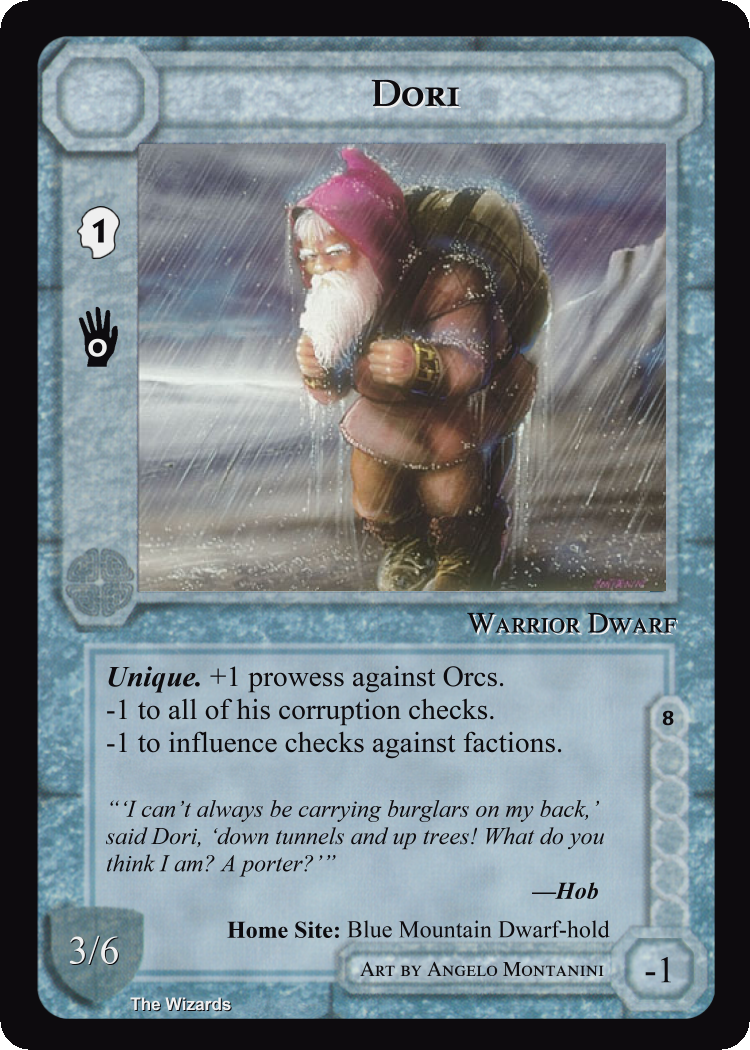 Dori
1
0
Warrior Dwarf
Unique. +1 prowess against Orcs.
-1 to all of his corruption checks.
-1 to influence checks against factions.
8
“‘I can’t always be carrying burglars on my back,’
said Dori, ‘down tunnels and up trees! What do you
think I am? A porter?’”
—Hob
Home Site: Blue Mountain Dwarf-hold
3/6
Art by Angelo Montanini
-1
The Wizards